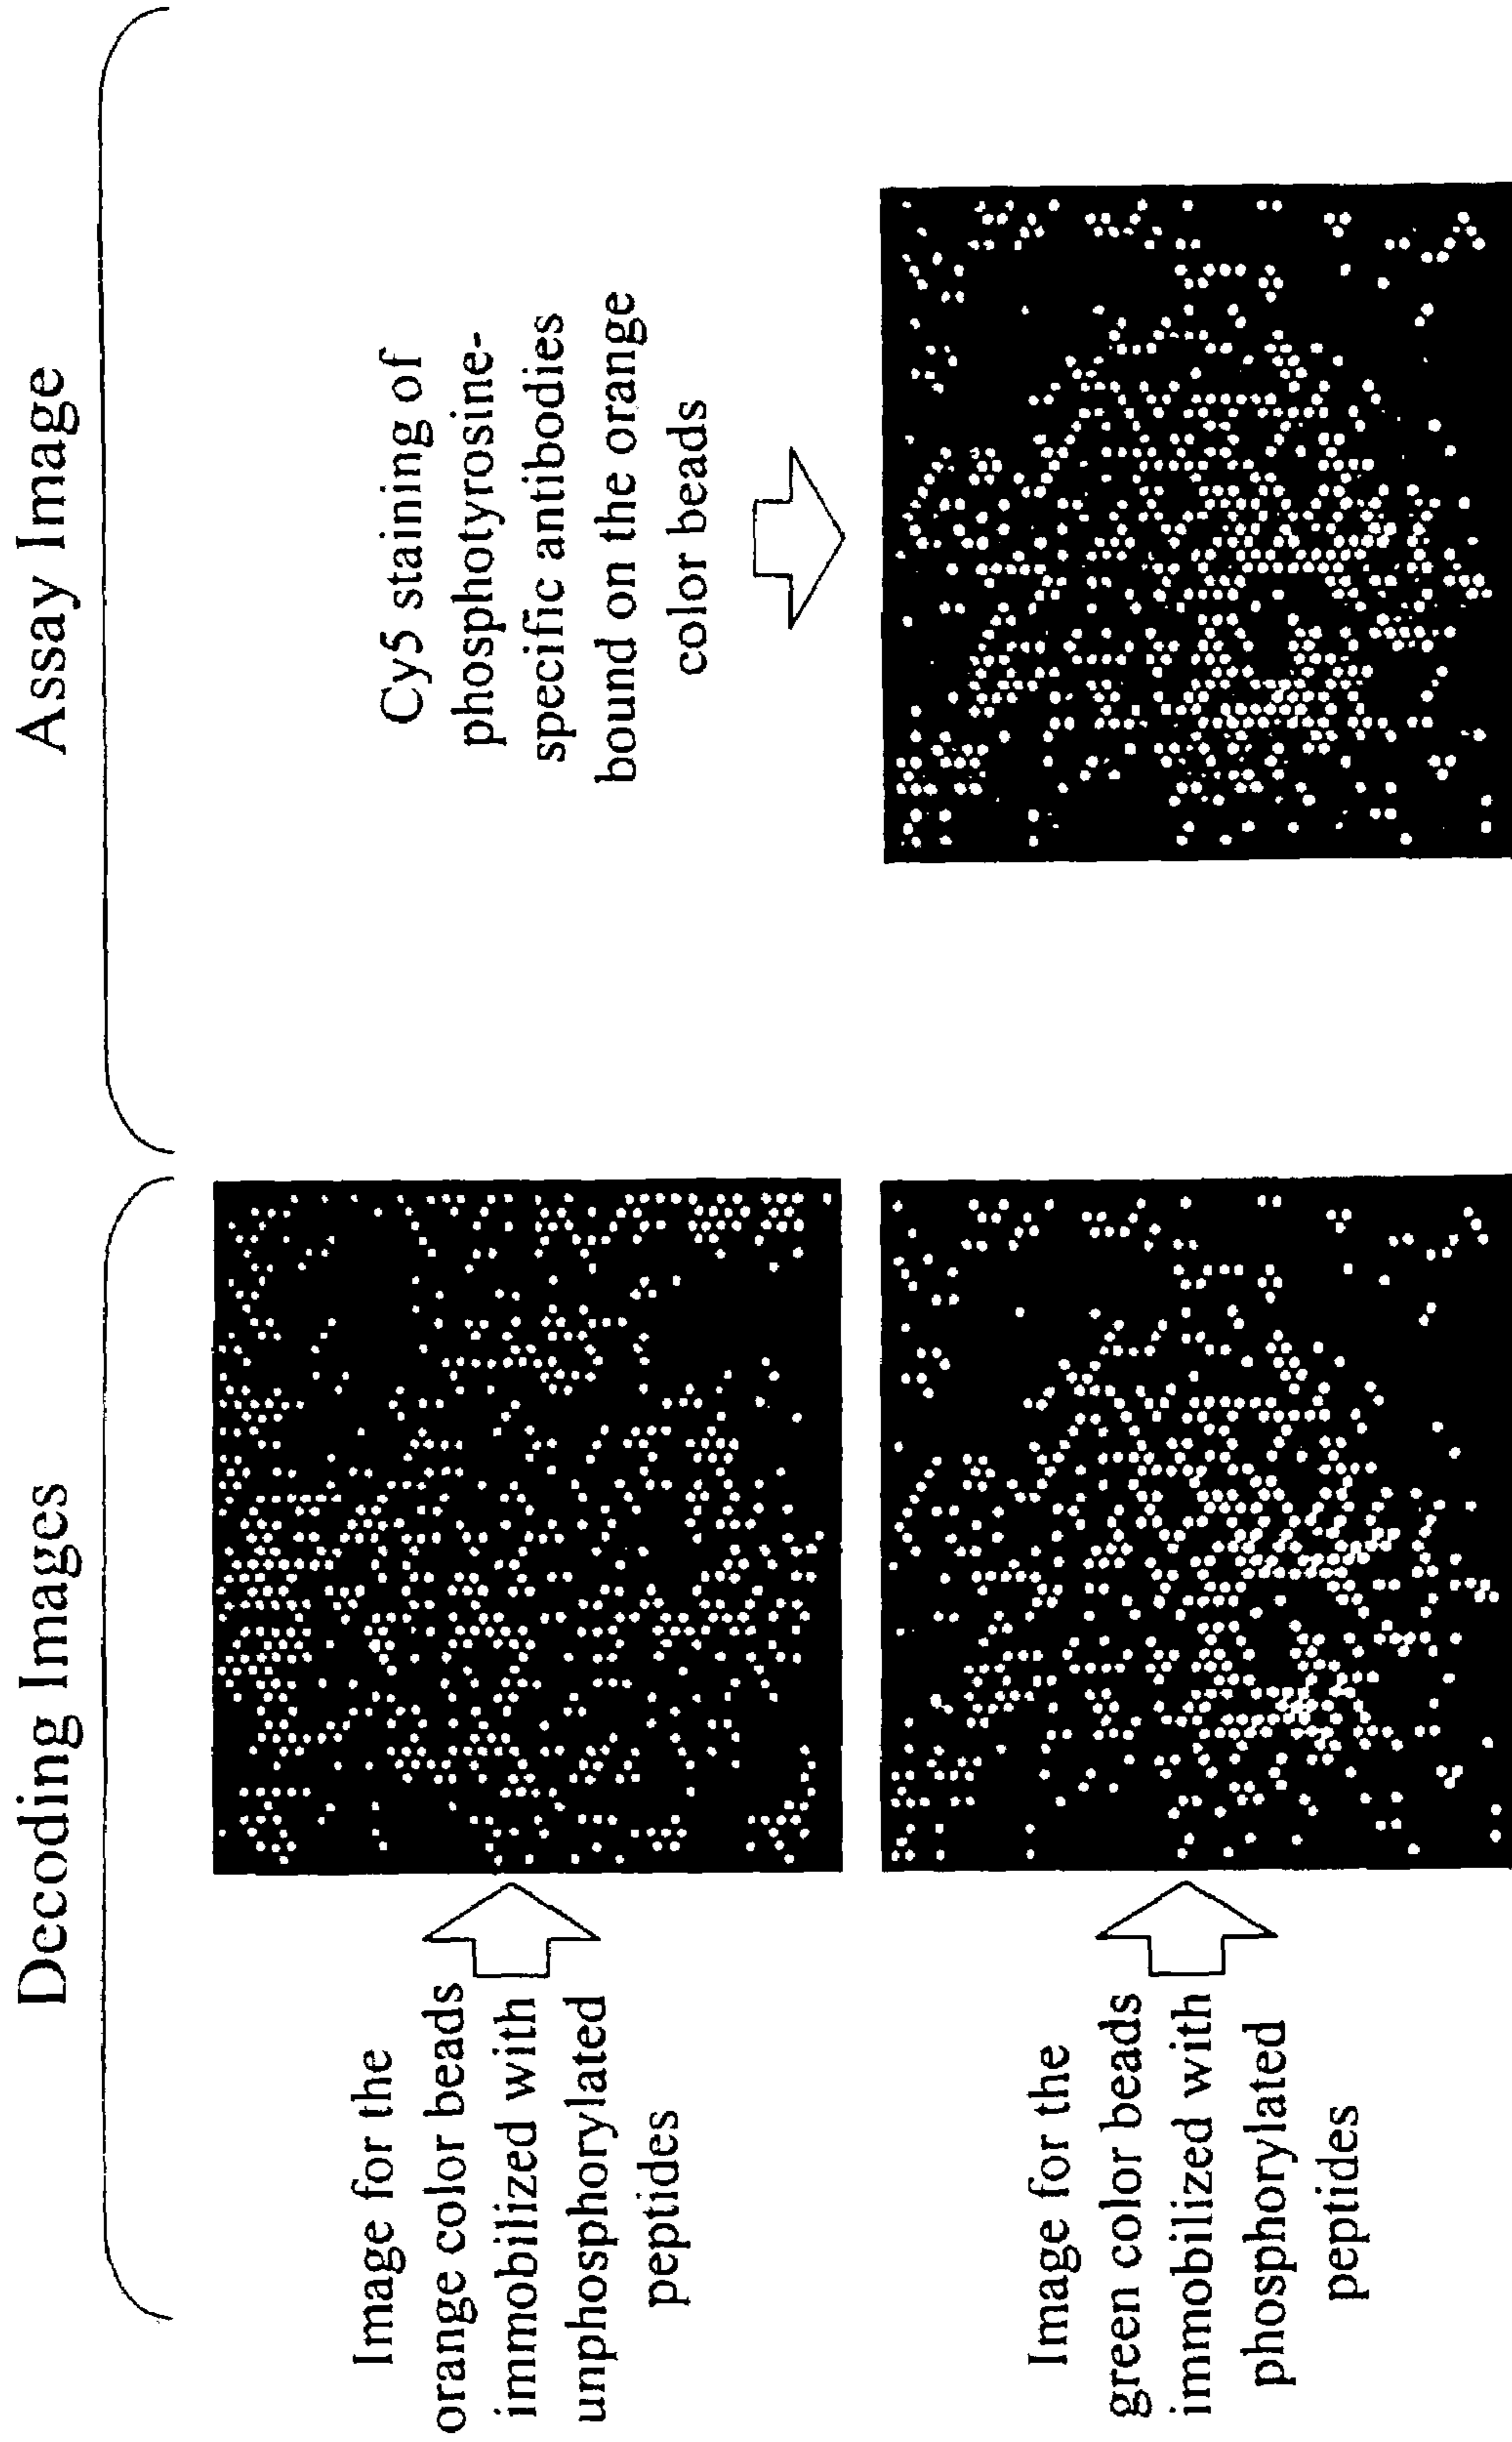 Decoding Images
Assay Image
Image for the
orange color beads
immobilized with
unphosphorylated
peptides
Cy5 staining of
phosphotyrosine-
specific antibodies
bound on the orange
color beads
Image for the
green color beads
immobilized with
phosphorylated
peptides